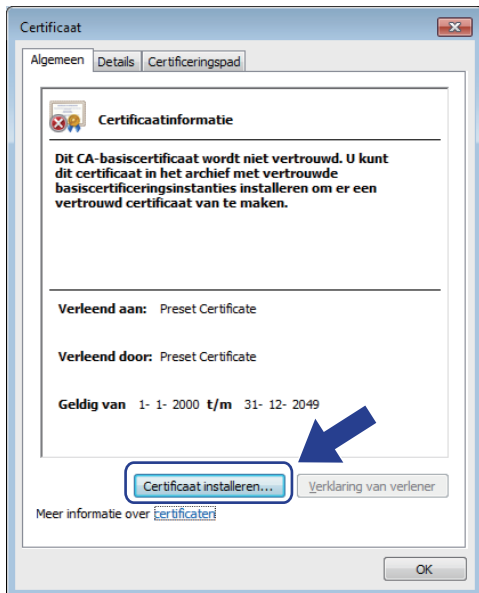 Certificaat
Algemeen Details Certificeringspad
Certificaatinformatie
Dit CA-basiscertificaat wordt niet vertrouwd. U kunt
dit certificaat in het archief met vertrouwde
basiscertificeringsinstanties installeren om er een
vertrouwd certificaat van te maken.
Verleend aan: Preset Certificate
Verleend door: Preset Certificate
Geldig van 1- 1- 2000 t/m 31- 12- 2049
Certificaat installeren... Verklaring van verlener
Meer informatie over certificaten
OK